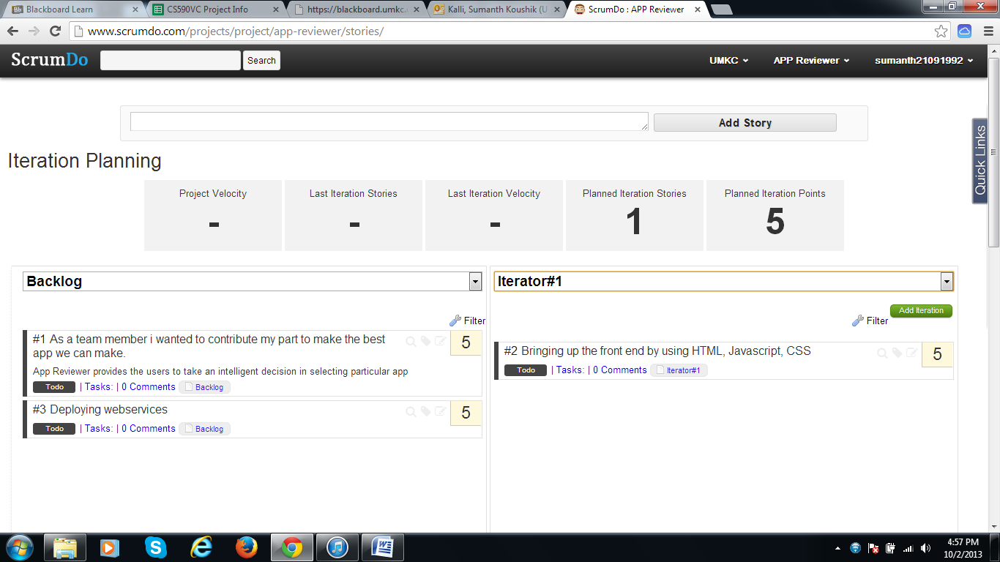 Blackboard Learn
CS590VC Project Info
https://blackboard.umkc.
Kalli, Sumanth Koushik (U
ScrumDo : APP Reviewer
www.scrumdo.com/projects/project/app-reviewer/stories/
ScrumDo
Search
UMKC
APP Reviewer
sumanth21091992
Add Story
Quick Links
Iteration Planning
Project Velocity
-
Last Iteration Stories
-
Last Iteration Velocity
-
Planned Iteration Stories
1
Planned Iteration Points
5
Backlog
Filter
#1 As a team member i wanted to contribute my part to make the best
app we can make.
5
App Reviewer provides the users to take an intelligent decision in selecting particular app
Todo | Tasks: | 0 Comments Backlog
#3 Deploying webservices
5
Todo | Tasks: | 0 Comments Backlog
Iterator#1
Add Iteration
Filter
#2 Bringing up the front end by using HTML, Javascript, CSS
5
Todo | Tasks: | 0 Comments Iterator#1
4:57 PM
10/2/2013